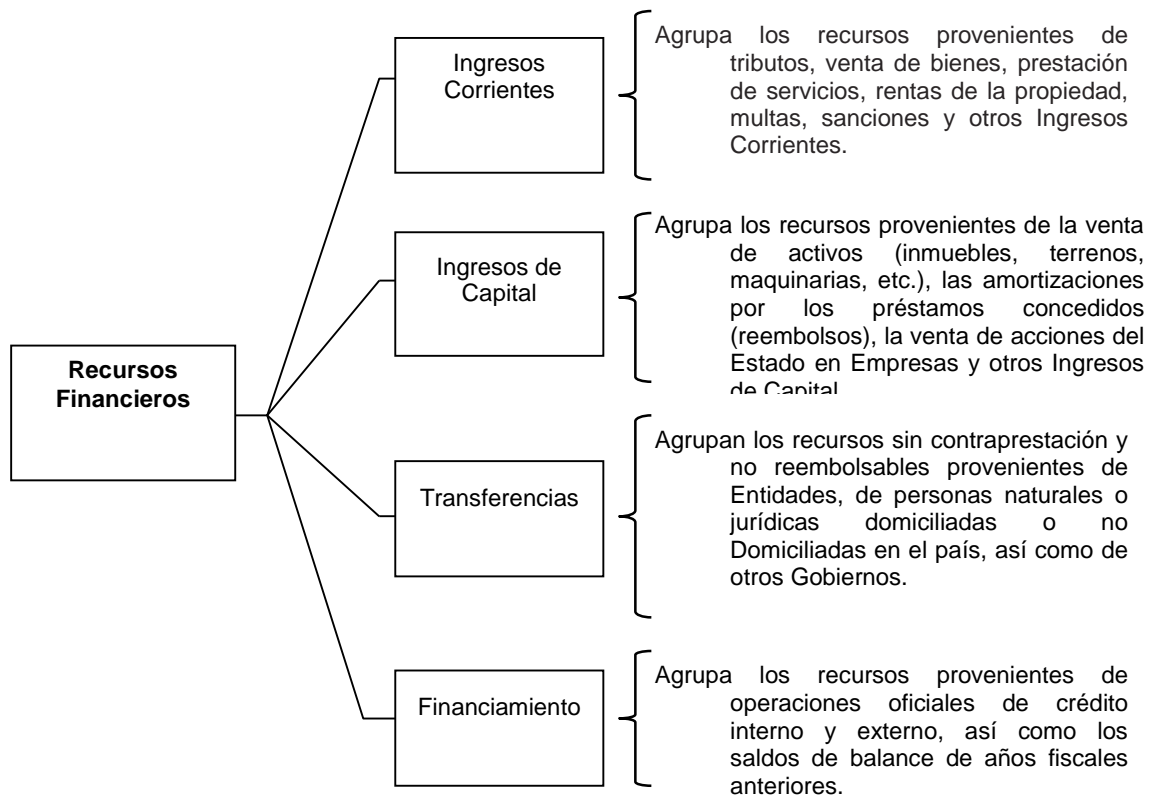 Recursos
Financieros
Ingresos
Corrientes
Agrupa los recursos provenientes de
tributos, venta de bienes, prestación
de servicios, rentas de la propiedad,
multas, sanciones y otros Ingresos
Corrientes.
Ingresos de
Capital
Agrupa los recursos provenientes de la venta
de activos (inmuebles, terrenos,
maquinarias, etc.), las amortizaciones
por los préstamos concedidos
(reembolsos), la venta de acciones del
Estado en Empresas y otros Ingresos
de Capital
Transferencias
Agrupan los recursos sin contraprestación y
no reembolsables provenientes de
Entidades, de personas naturales o
jurídicas domiciliadas o no
Domiciliadas en el país, así como de
otros Gobiernos.
Financiamiento
Agrupa los recursos provenientes de
operaciones oficiales de crédito
interno y externo, así como los
saldos de balance de años fiscales
anteriores.